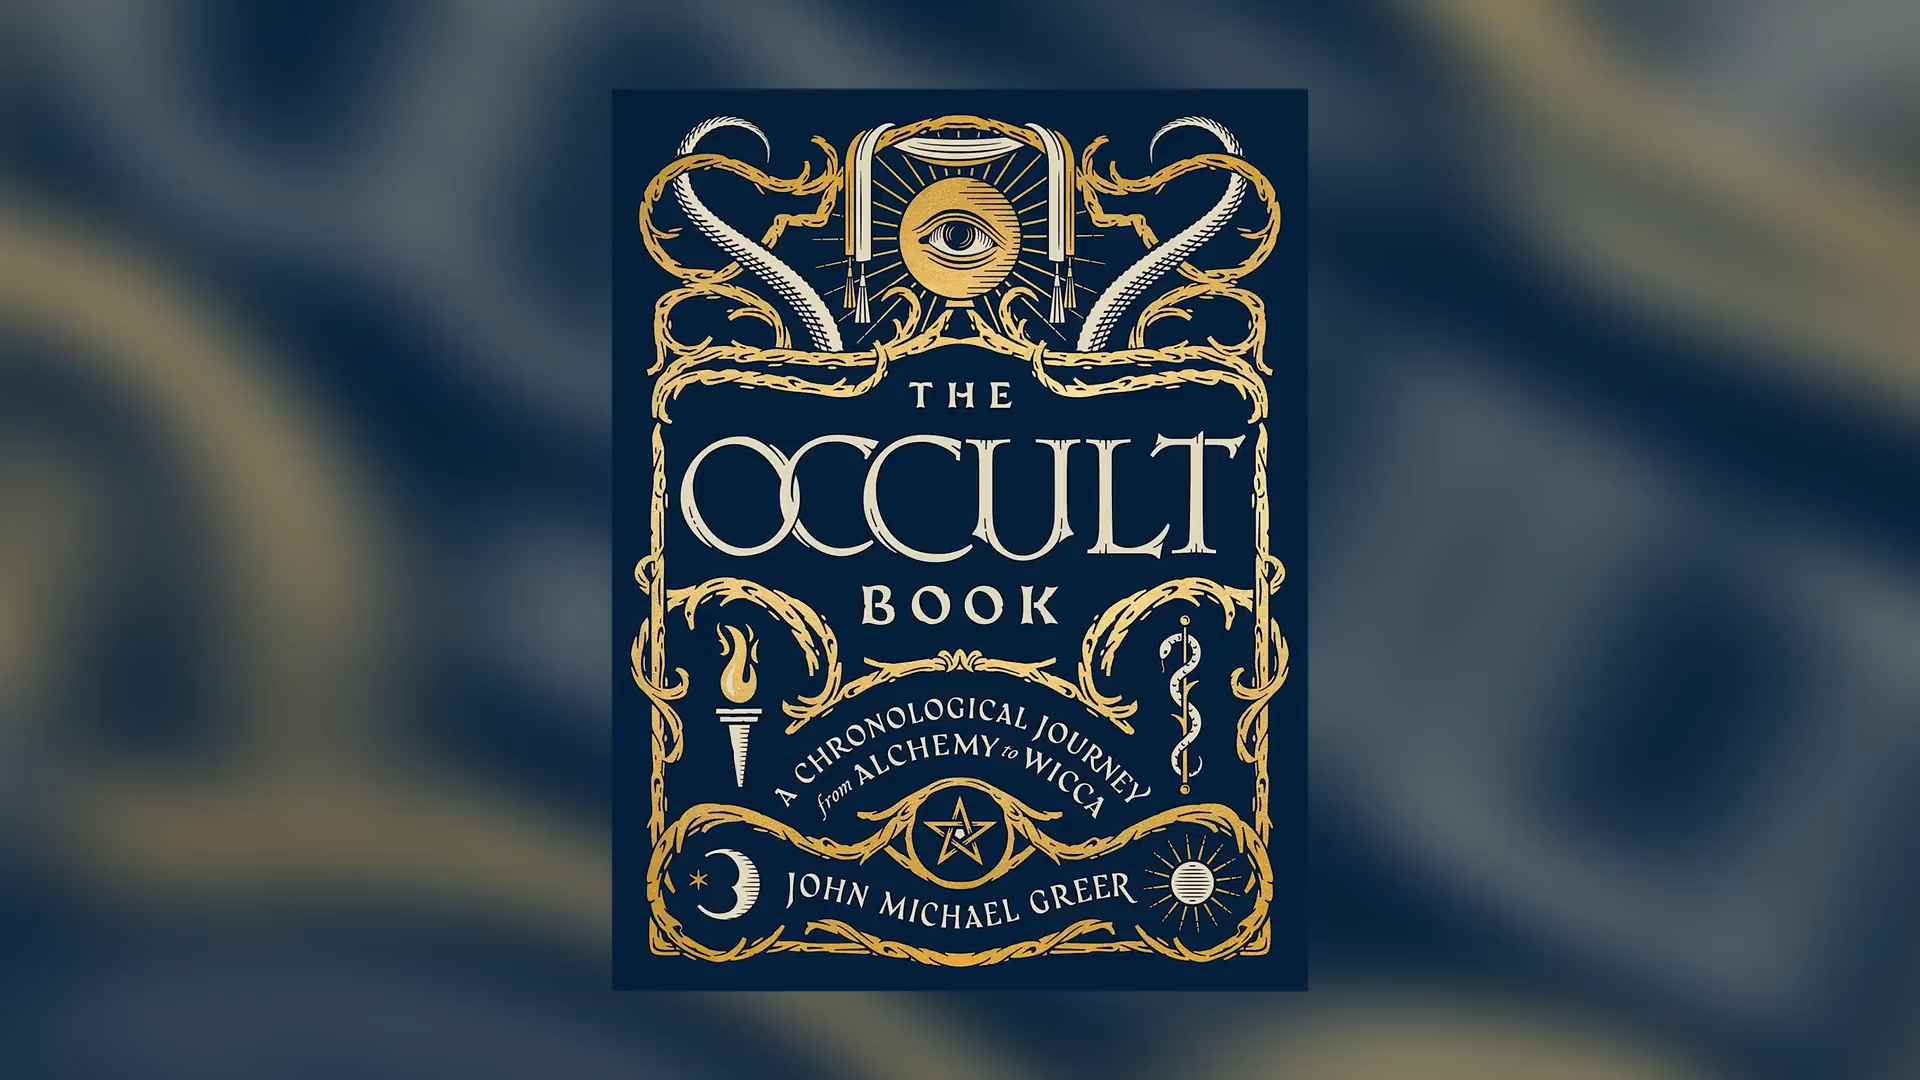 THE
OCCULT
BOOK
A CHRONOLOGICAL JOURNEY
from ALCHEMY to WICCA
JOHN MICHAEL GREER